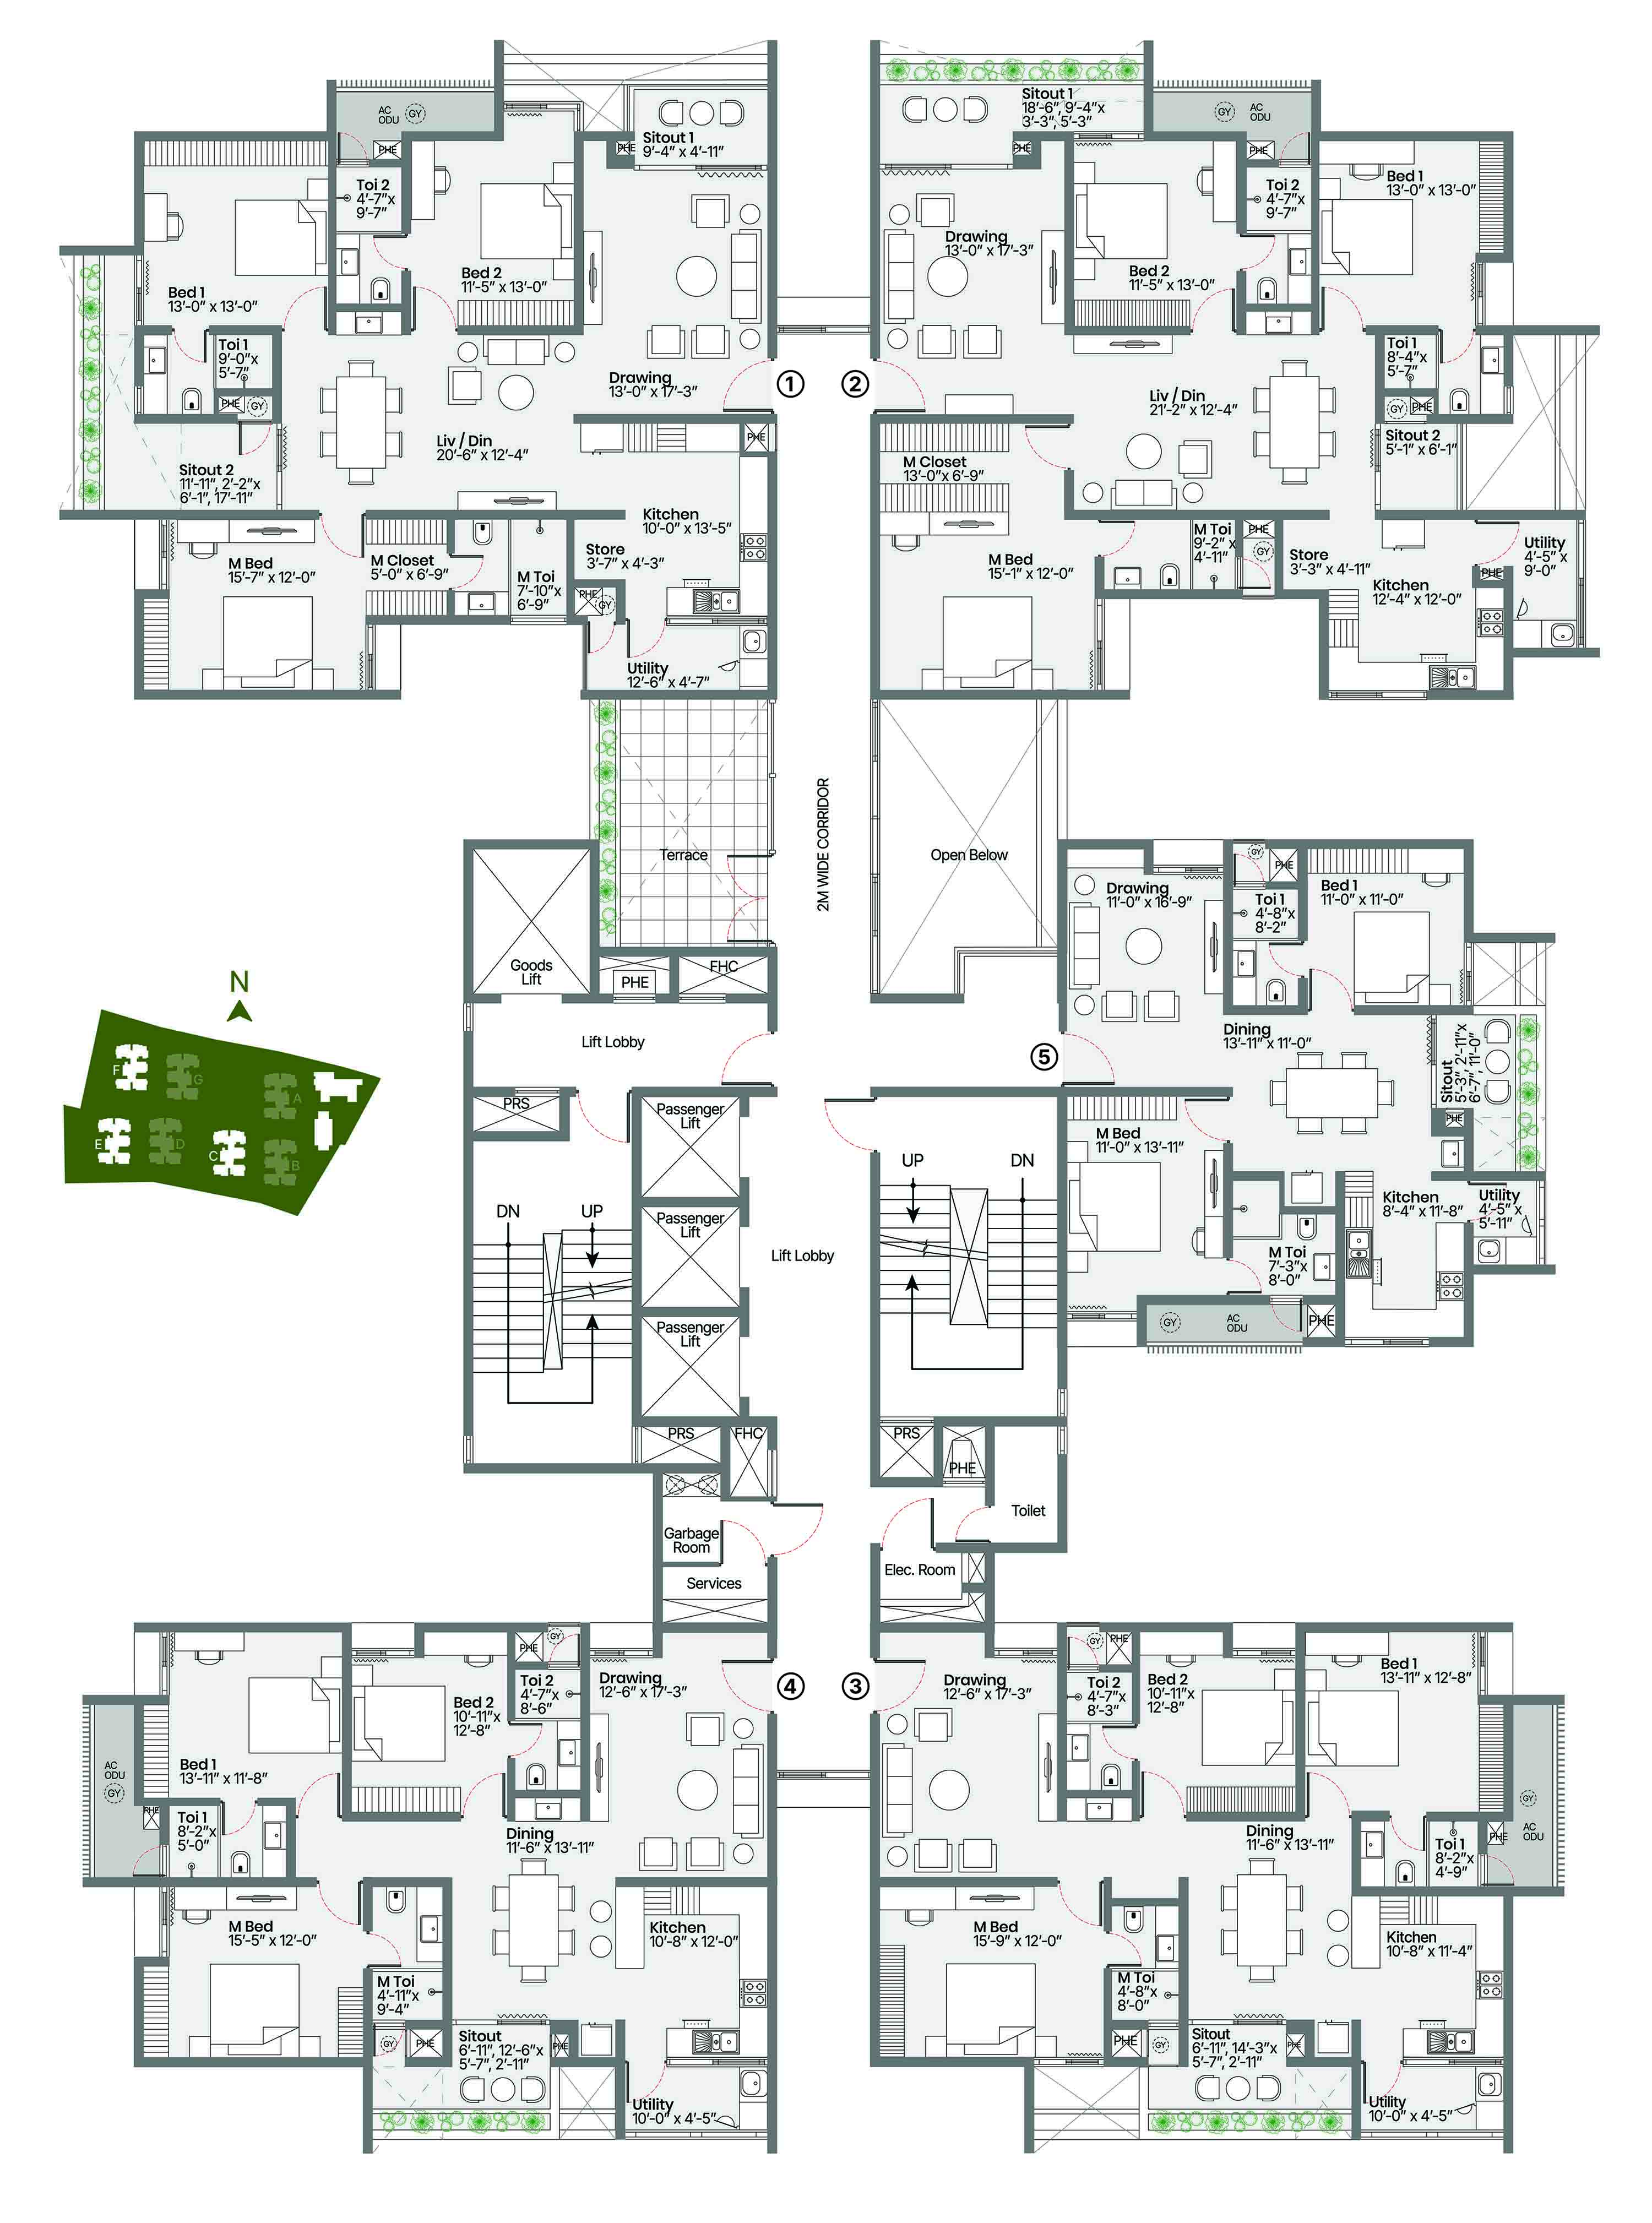 AC
ODU
GY
PHE
Sitout 1
9'-4" x 4'-11"
PHE
Toi 2
4'-7"x
9'-7"
Bed 2
11'-5" x 13'-0"
Bed 1
13'-0" x 13'-0"
Toi 1
9'-0"x
5'-7"
PHE
GY
Drawing
13'-0" x 17'-3"
1
Liv / Din
20'-6" x 12'-4"
PHE
Sitout 2
11'-11", 2'-2"x
6'-1", 17'-11"
Kitchen
10'-0" x 13'-5"
Store
3'-7" x 4'-3"
M Bed
15'-7" x 12'-0"
M Closet
5'-0" x 6'-9"
M Toi
7'-10"x
6'-9"
PHE
GY
Utility
12'-6" x 4'-7"
Sitout 1
18'-6", 9'-4"x
3'-3", 5'-3"
GY
AC
ODU
PHE
PHE
Toi 2
4'-7"x
9'-7"
Bed 1
13'-0" x 13'-0"
Drawing
13'-0" x 17'-3"
Bed 2
11'-5" x 13'-0"
Toi 1
8'-4"x
5'-7"
GY
PHE
2
Liv / Din
21'-2" x 12'-4"
Sitout 2
5'-1" x 6'-1"
M Closet
13'-0"x 6'-9"
M Toi
9'-2" x
4'-11"
PHE
GY
M Bed
15'-1" x 12'-0"
Store
3'-3" x 4'-11"
Utility
4'-5" x
9'-0"
PHE
Kitchen
12'-4" x 12'-0"
Terrace
2M WIDE CORRIDOR
Open Below
Goods
Lift
PHE
FHC
Lift Lobby
PRS
Passenger
Lift
Passenger
Lift
Passenger
Lift
DN
UP
Lift Lobby
UP
DN
PRS
FHC
PRS
PHE
Toilet
Garbage
Room
Services
Elec. Room
N
F
G
A
E
D
C
B
Drawing
11'-0" x 16'-9"
GY
PHE
Toi 1
4'-8"x
8'-2"
Bed 1
11'-0" x 11'-0"
5
Dining
13'-11" x 11'-0"
Sitout
5'-3", 2'-11"x
6'-7", 11'-0"
PHE
M Bed
11'-0" x 13'-11"
Kitchen
8'-4" x 11'-8"
Utility
4'-5" x
5'-11"
M Toi
7'-3"x
8'-0"
GY
AC
ODU
PHE
PHE
GY
Toi 2
4'-7"x
8'-6"
Drawing
12'-6" x 17'-3"
4
Bed 2
10'-11"x
12'-8"
Bed 1
13'-11" x 11'-8"
AC
ODU
GY
PHE
Toi 1
8'-2"x
5'-0"
Dining
11'-6" x 13'-11"
M Bed
15'-5" x 12'-0"
Kitchen
10'-8" x 12'-0"
M Toi
4'-11"x
9'-4"
GY
PHE
Sitout
6'-11", 12'-6"x
5'-7", 2'-11"
PHE
Utility
10'-0" x 4'-5"
3
Drawing
12'-6" x 17'-3"
GY
PHE
Toi 2
4'-7"x
8'-3"
Bed 2
10'-11"x
12'-8"
Bed 1
13'-11" x 12'-8"
GY
AC
ODU
PHE
Toi 1
8'-2"x
4'-9"
Dining
11'-6" x 13'-11"
M Bed
15'-9" x 12'-0"
Kitchen
10'-8" x 11'-4"
M Toi
4'-8"x
8'-0"
PHE
GY
Sitout
6'-11", 14'-3"x
5'-7", 2'-11"
PHE
Utility
10'-0" x 4'-5"